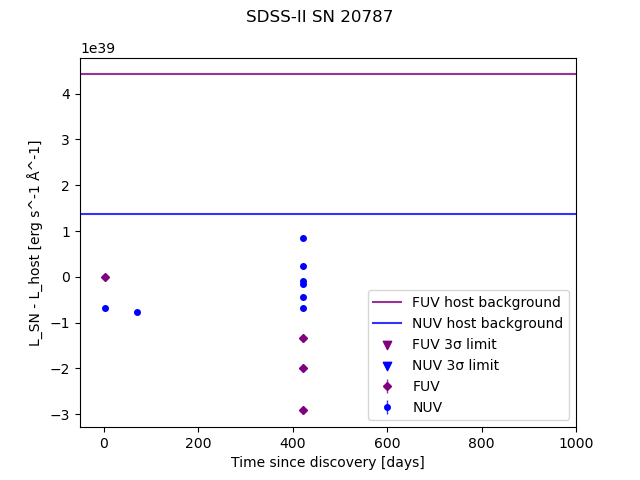 SDSS-II SN 20787
1e39
L_SN - L_host [erg s^-1 Å^-1]
4
3
2
1
0
−1
−2
−3
0 200 400 600 800 1000
Time since discovery [days]
FUV host background
NUV host background
FUV 3σ limit
NUV 3σ limit
FUV
NUV